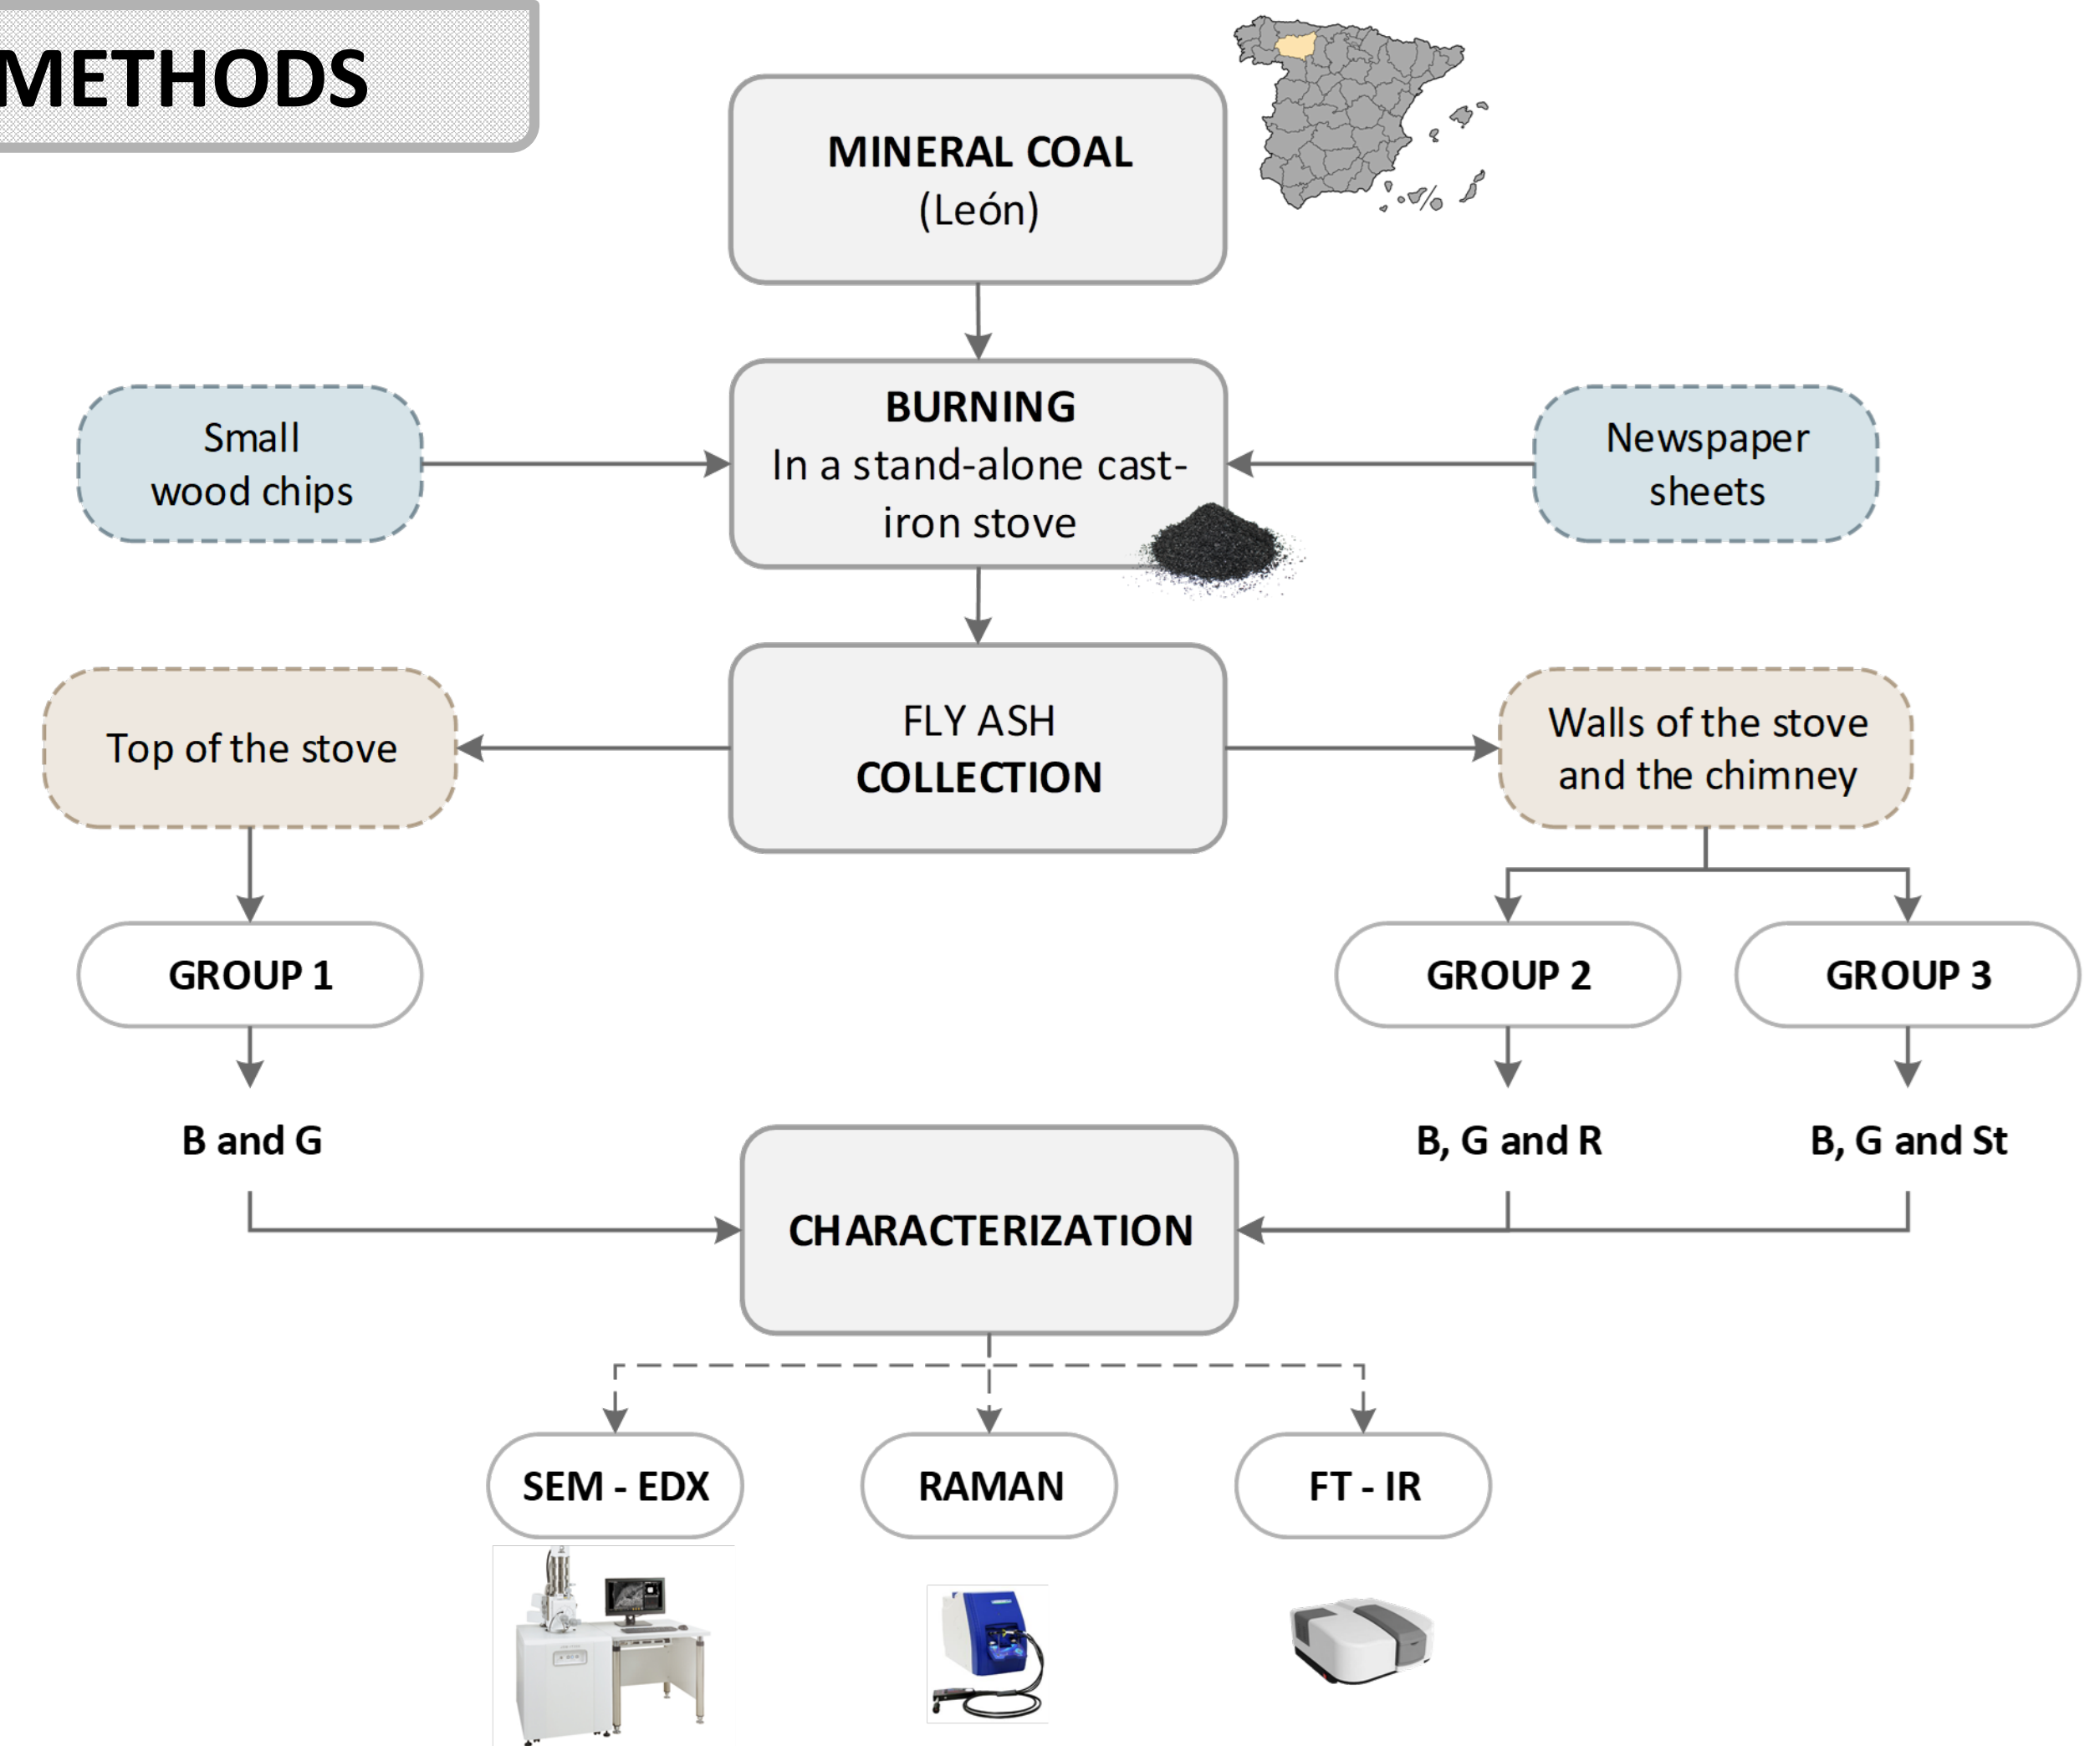 METHODS
MINERAL COAL
(León)
BURNING
In a stand-alone cast-
iron stove
Small
wood chips
Newspaper
sheets
FLY ASH
COLLECTION
Top of the stove
Walls of the stove
and the chimney
GROUP 1
GROUP 2
GROUP 3
B and G
B, G and R
B, G and St
CHARACTERIZATION
SEM - EDX
RAMAN
FT - IR